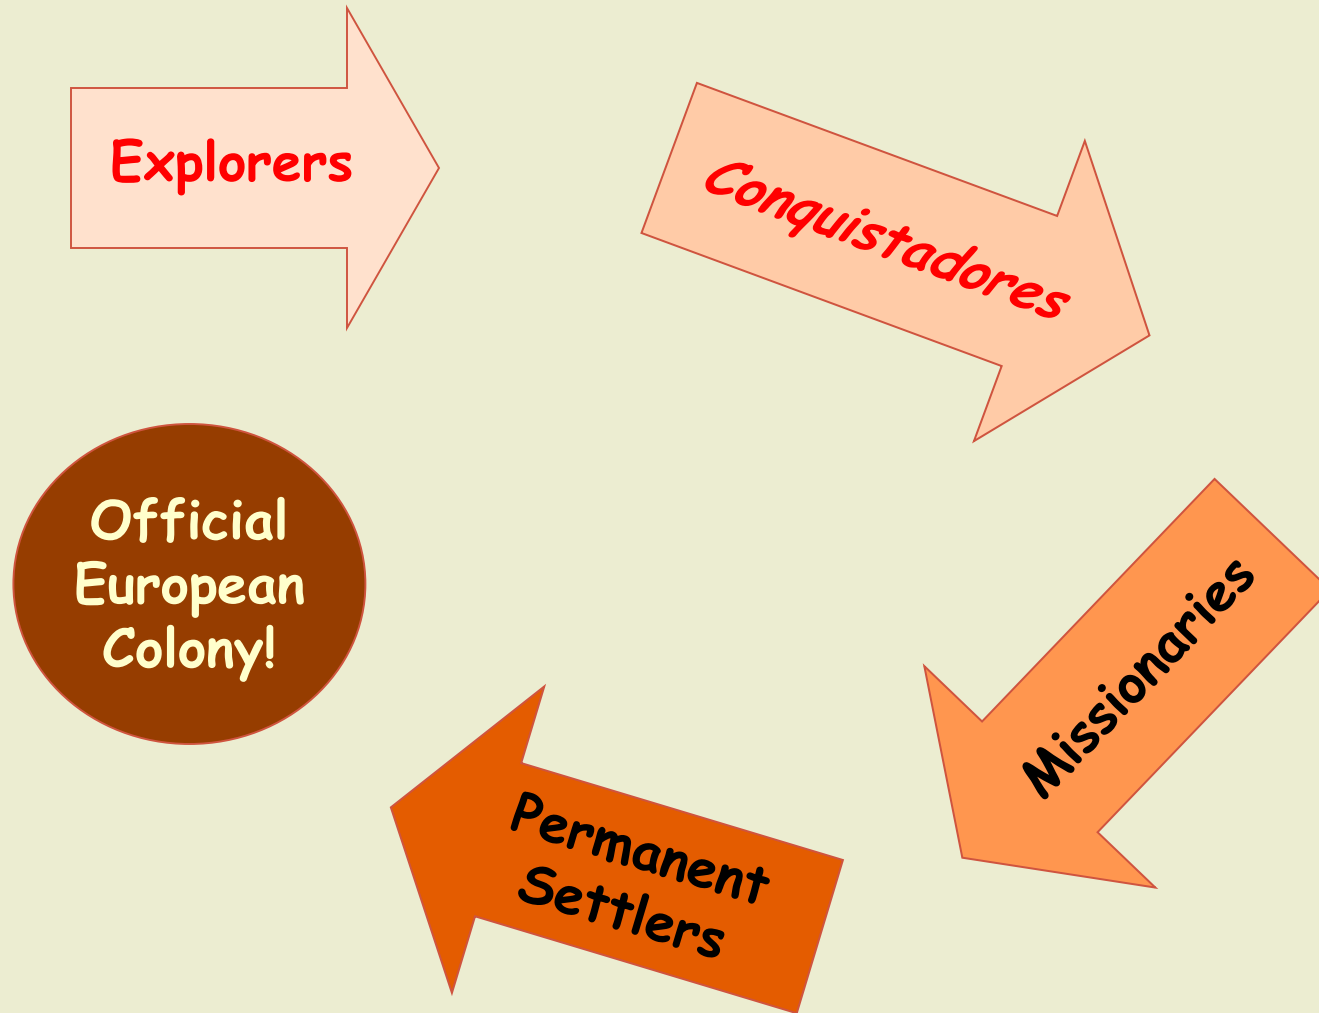 Explorers
Conquistadores
Missionaries
Permanent
Settlers
Official
European
Colony!